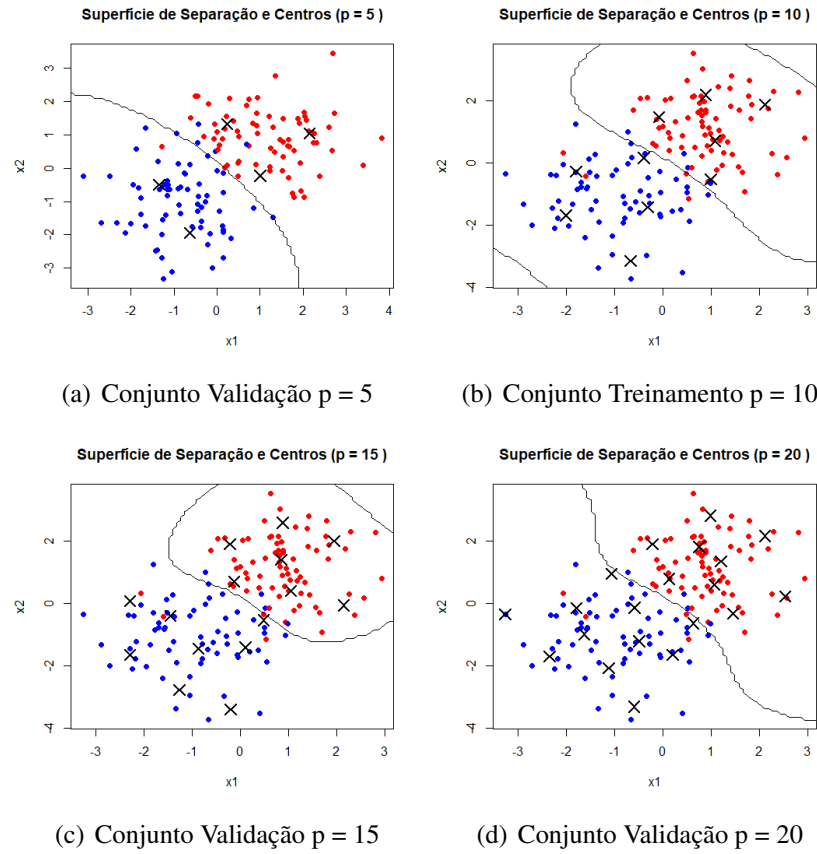 Superfície de Separação e Centros (p = 5 )
x2
3
2
1
0
-1
-2
-3
-3 -2 -1 0 1 2 3 4
x1
(a) Conjunto Validação p = 5
Superfície de Separação e Centros (p = 10 )
x2
2
0
-2
-4
-3 -2 -1 0 1 2 3
x1
(b) Conjunto Treinamento p = 10
Superfície de Separação e Centros (p = 15 )
x2
2
0
-2
-4
-3 -2 -1 0 1 2 3
x1
(c) Conjunto Validação p = 15
Superfície de Separação e Centros (p = 20 )
x2
2
0
-2
-4
-3 -2 -1 0 1 2 3
x1
(d) Conjunto Validação p = 20